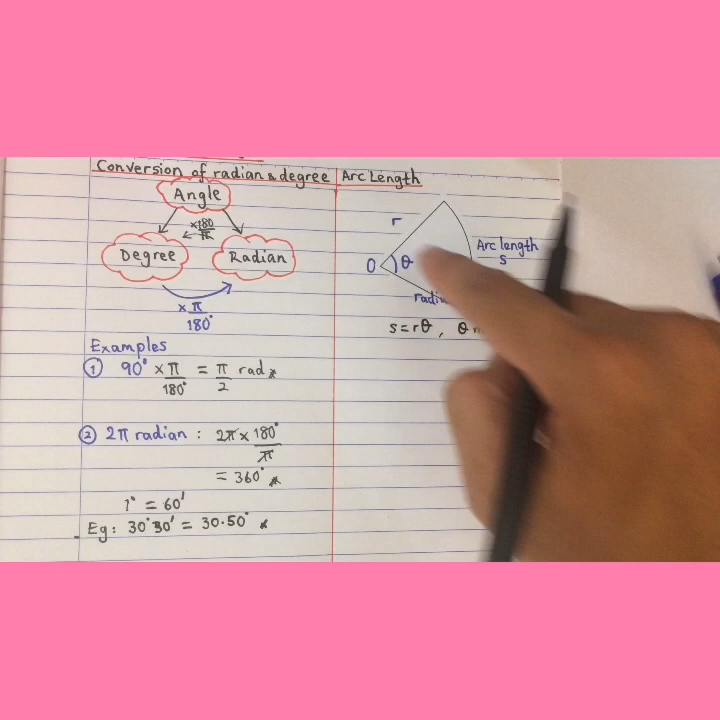 Conversion of radian & degree
Angle
×180
π
Degree
Radian
× π
180°
Examples
① 90° × π = π rad
180° 2
② 2π radian : 2π × 180°
π
= 360°
1° = 60'
Eg: 30°30' = 30.50°
Arc Length
r
Arc length
s
O θ
s = rθ , θ